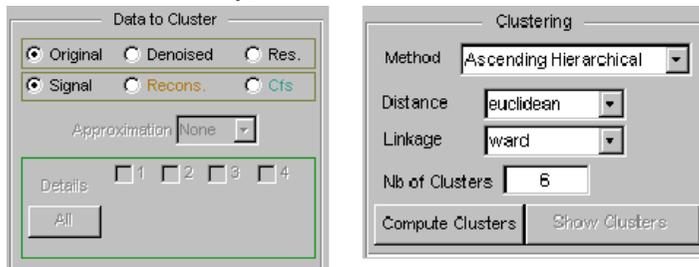 Data to Cluster
Original Denoised Res.
Signal Recons. Cfs
Approximation None
Details 1 2 3 4
All
Clustering
Method Ascending Hierarchical
Distance euclidean
Linkage ward
Nb of Clusters 6
Compute Clusters Show Clusters